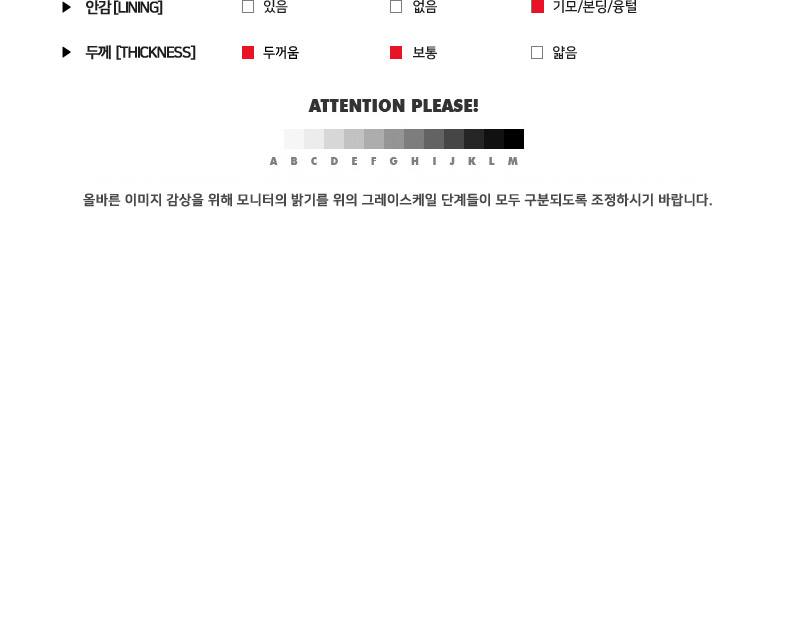 ▶ 안감[LINING] □ 있음 □ 없음 ■ 기모/본딩/융털
▶ 두께 [THICKNESS] ■ 두꺼움 ■ 보통 □ 얇음
ATTENTION PLEASE!
A B C D E F G H I J K L M
올바른 이미지 감상을 위해 모니터의 밝기를 위의 그레이스케일 단계들이 모두 구분되도록 조정하시기 바랍니다.